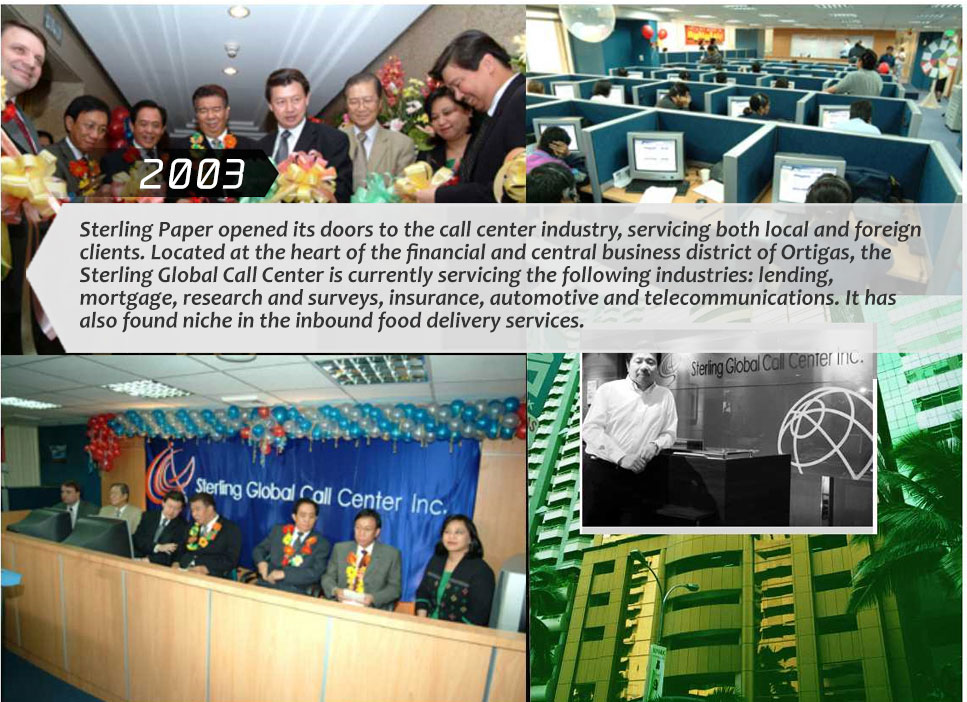 2003
Sterling Paper opened its doors to the call center industry, servicing both local and foreign
clients. Located at the heart of the financial and central business district of Ortigas, the
Sterling Global Call Center is currently servicing the following industries: lending,
mortgage, research and surveys, insurance, automotive and telecommunications. It has
also found niche in the inbound food delivery services.
Sterling Global Call Center Inc.
Sterling Global Call Center Inc.